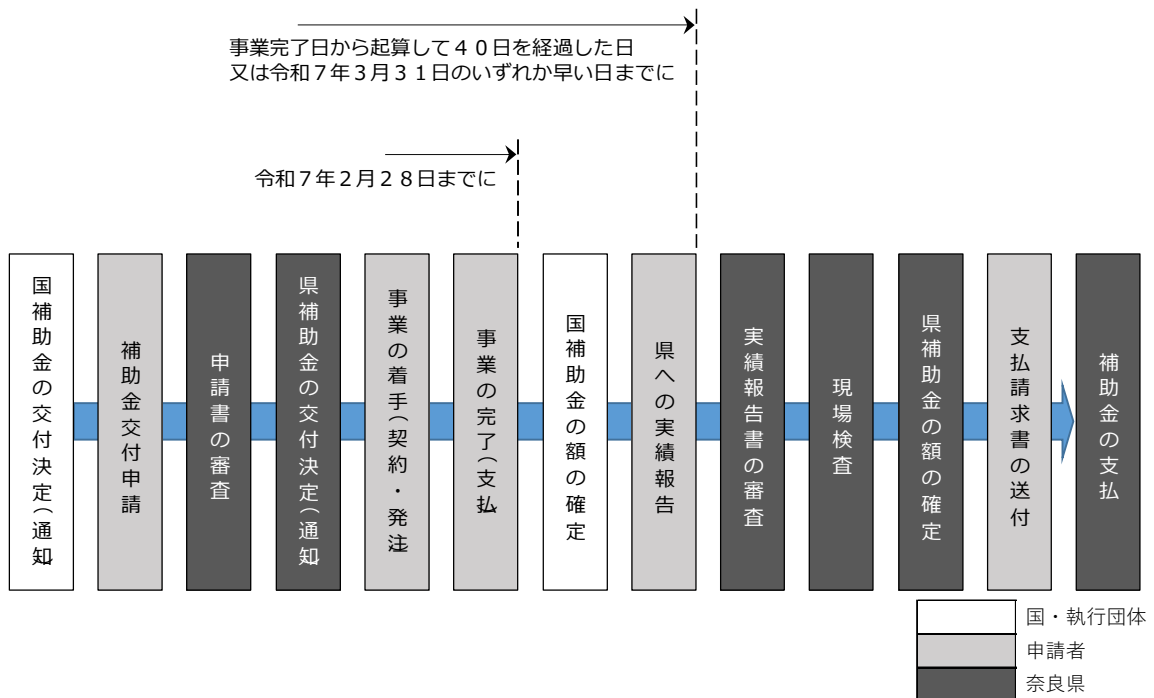 事業完了日から起算して４０日を経過した日
又は令和７年３月３１日のいずれか早い日までに
令和７年２月２８日までに
国補助金の交付決定（通知）
補助金交付申請
申請書の審査
県補助金の交付決定（通知）
事業の着手（契約・発注）
事業の完了（支払）
国補助金の額の確定
県への実績報告
実績報告書の審査
現場検査
県補助金の額の確定
支払請求書の送付
補助金の支払
国・執行団体
申請者
奈良県